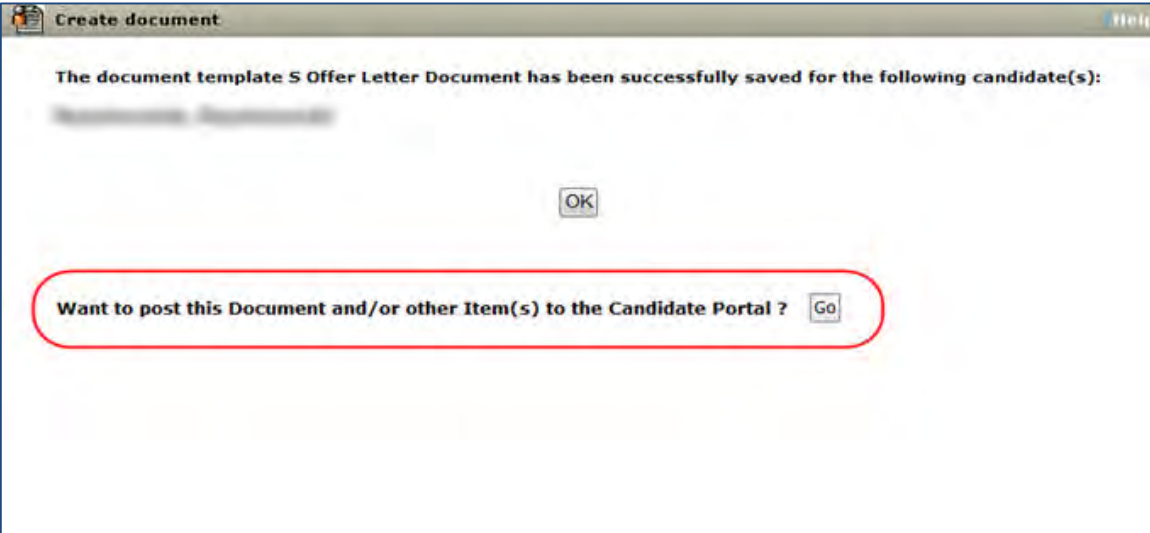 Create document
Help
The document template S Offer Letter Document has been successfully saved for the following candidate(s):
OK
Want to post this Document and/or other Item(s) to the Candidate Portal ? Go